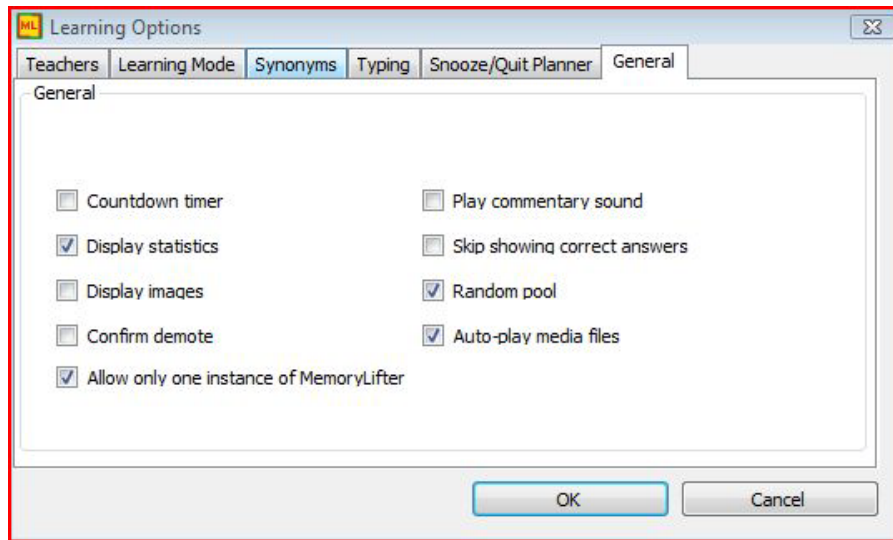 ML Learning Options
Teachers Learning Mode Synonyms Typing Snooze/Quit Planner General
General
Countdown timer Play commentary sound
Display statistics Skip showing correct answers
Display images Random pool
Confirm demote Auto-play media files
Allow only one instance of MemoryLifter
OK Cancel